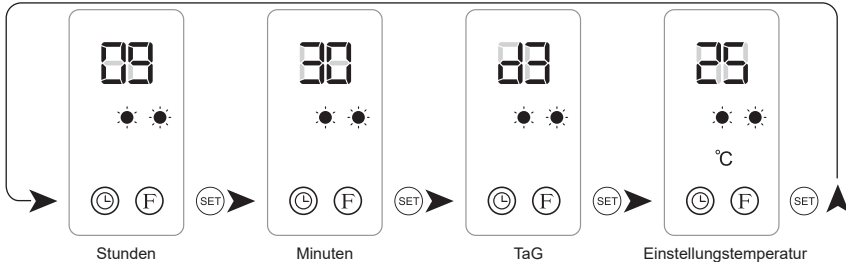 09 30 d3 25
°C
F SET F SET F SET F SET
Stunden Minuten TaG Einstellungstemperatur